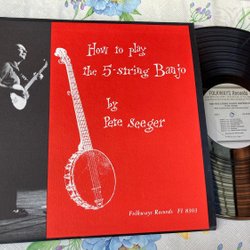 How to play
the 5-string Banjo
by
Pete Seeger
Folkways Records FI 8303
FOLKWAYS RECORDS